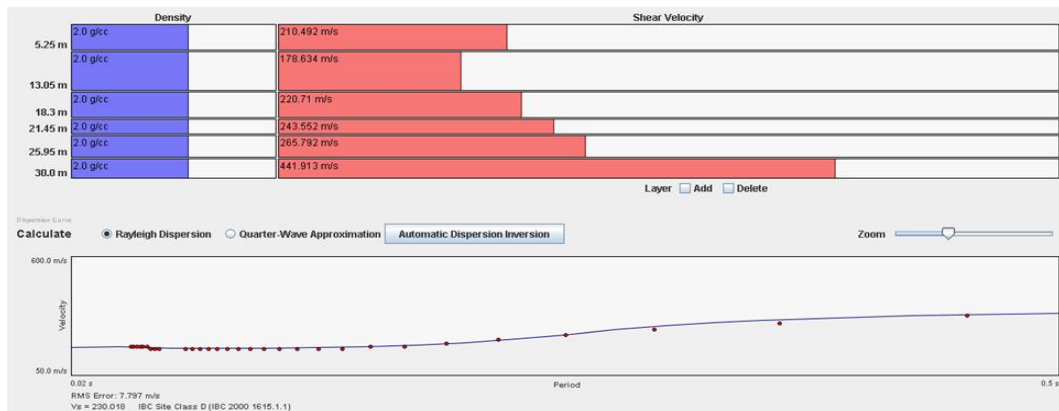 Density Shear Velocity
5.25 m 2.0 g/cc 210.492 m/s
13.05 m 2.0 g/cc 178.634 m/s
18.3 m 2.0 g/cc 220.71 m/s
21.45 m 2.0 g/cc 243.552 m/s
25.95 m 2.0 g/cc 265.792 m/s
30.0 m 2.0 g/cc 441.913 m/s
Layer Add Delete
Dispersion Curve
Calculate Rayleigh Dispersion Quarter-Wave Approximation Automatic Dispersion Inversion Zoom
600.0 m/s
Velocity
50.0 m/s
0.02 s Period 0.5 s
RMS Error: 7.797 m/s
Vs = 230.018 IBC Site Class D (IBC 2000 1615.1.1)